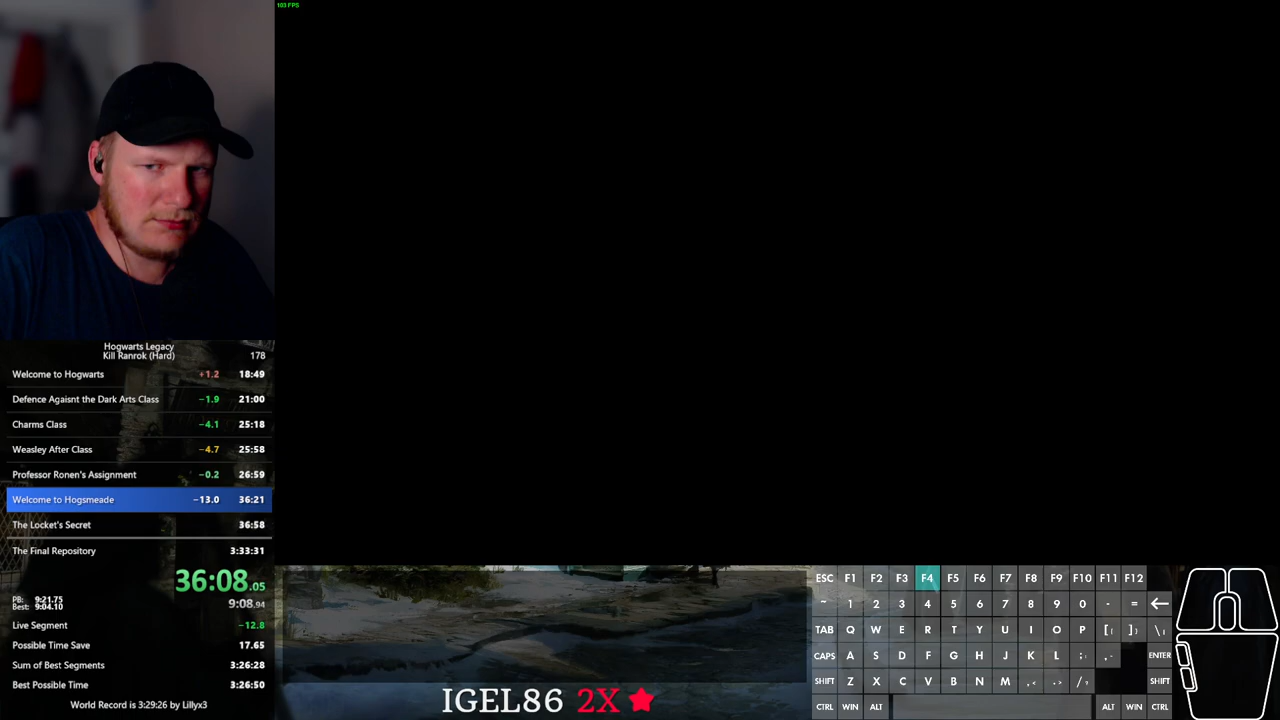 103 FPS
Hogwarts Legacy
Kill Ranrok (Hard) 178
Welcome to Hogwarts +1.2 18:49
Defence Agaisnt the Dark Arts Class −1.9 21:00
Charms Class −4.1 25:18
Weasley After Class −4.7 25:58
Professor Ronen's Assignment −0.2 26:59
Welcome to Hogsmeade −13.0 36:21
The Locket's Secret 36:58
The Final Repository 3:33:31
36:08.05
PB: 9:21.75
Best: 9:04.10
9:08.94
Live Segment −12.8
Possible Time Save 17.65
Sum of Best Segments 3:26:28
Best Possible Time 3:26:50
World Record is 3:29:26 by Lillyx3
IGEL86 2X
ESC F1 F2 F3 F4 F5 F6 F7 F8 F9 F10 F11 F12
~ 1 2 3 4 5 6 7 8 9 0 - = ←
TAB Q W E R T Y U I O P [{ ]} \|
CAPS A S D F G H J K L ;: ENTER
SHIFT Z X C V B N M ,< .> /? SHIFT
CTRL WIN ALT ALT WIN CTRL